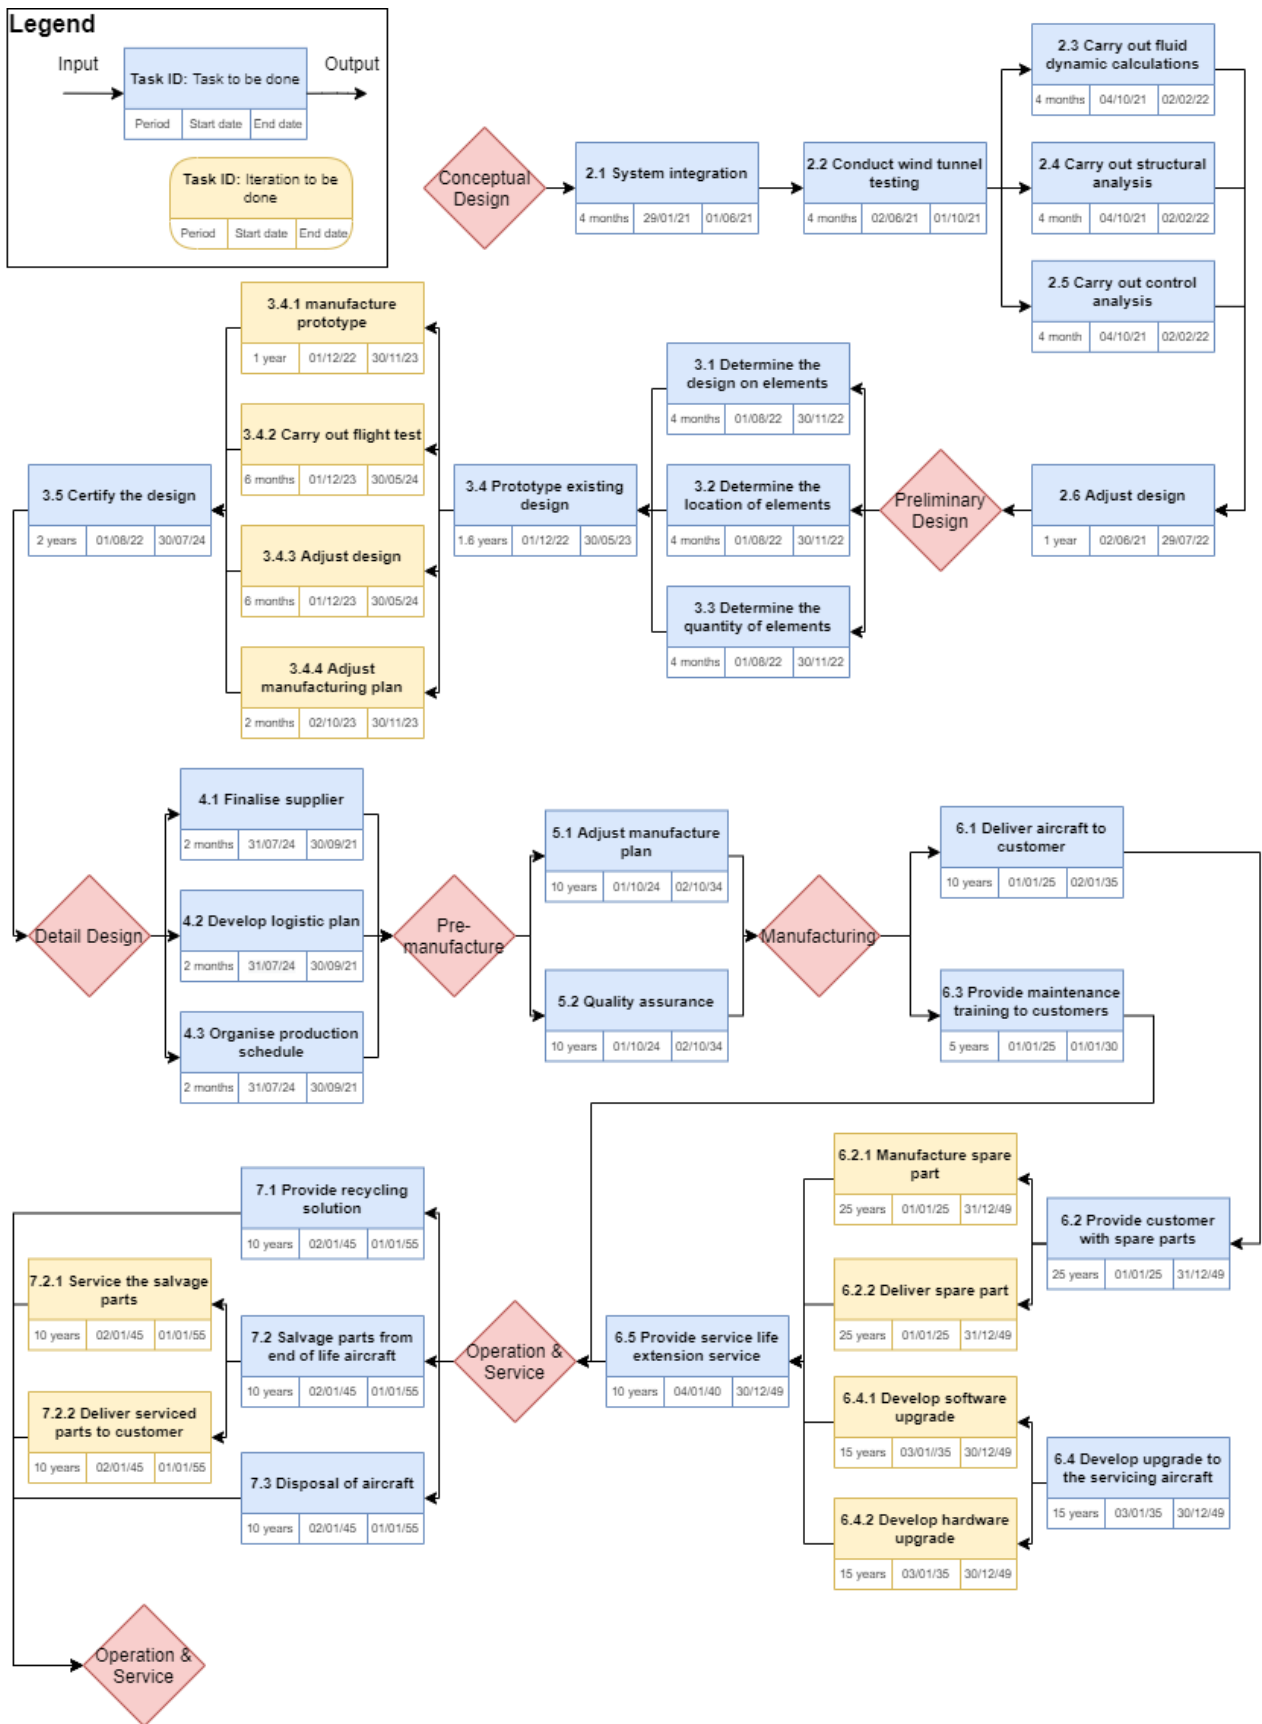 Legend
Input
Task ID: Task to be done
Output
Period
Start date
End date
Task ID: Iteration to be
done
Period
Start date
End date
Conceptual
Design
2.1 System integration
4 months
29/01/21
01/06/21
2.2 Conduct wind tunnel
testing
4 months
02/06/21
01/10/21
2.3 Carry out fluid
dynamic calculations
4 months
04/10/21
02/02/22
2.4 Carry out structural
analysis
4 month
04/10/21
02/02/22
2.5 Carry out control
analysis
4 month
04/10/21
02/02/22
2.6 Adjust design
1 year
02/06/21
29/07/22
Preliminary
Design
3.1 Determine the
design on elements
4 months
01/08/22
30/11/22
3.2 Determine the
location of elements
4 months
01/08/22
30/11/22
3.3 Determine the
quantity of elements
4 months
01/08/22
30/11/22
3.4 Prototype existing
design
1.6 years
01/12/22
30/05/23
3.4.1 manufacture
prototype
1 year
01/12/22
30/11/23
3.4.2 Carry out flight test
6 months
01/12/23
30/05/24
3.4.3 Adjust design
6 months
01/12/23
30/05/24
3.4.4 Adjust
manufacturing plan
2 months
02/10/23
30/11/23
3.5 Certify the design
2 years
01/08/22
30/07/24
Detail Design
4.1 Finalise supplier
2 months
31/07/24
30/09/21
4.2 Develop logistic plan
2 months
31/07/24
30/09/21
4.3 Organise production
schedule
2 months
31/07/24
30/09/21
Pre-
manufacture
5.1 Adjust manufacture
plan
10 years
01/10/24
02/10/34
5.2 Quality assurance
10 years
01/10/24
02/10/34
Manufacturing
6.1 Deliver aircraft to
customer
10 years
01/01/25
02/01/35
6.3 Provide maintenance
training to customers
5 years
01/01/25
01/01/30
6.2 Provide customer
with spare parts
25 years
01/01/25
31/12/49
6.2.1 Manufacture spare
part
25 years
01/01/25
31/12/49
6.2.2 Deliver spare part
25 years
01/01/25
31/12/49
6.4 Develop upgrade to
the servicing aircraft
15 years
03/01/35
30/12/49
6.4.1 Develop software
upgrade
15 years
03/01//35
30/12/49
6.4.2 Develop hardware
upgrade
15 years
03/01/35
30/12/49
6.5 Provide service life
extension service
10 years
04/01/40
30/12/49
Operation &
Service
7.1 Provide recycling
solution
10 years
02/01/45
01/01/55
7.2 Salvage parts from
end of life aircraft
10 years
02/01/45
01/01/55
7.2.1 Service the salvage
parts
10 years
02/01/45
01/01/55
7.2.2 Deliver serviced
parts to customer
10 years
02/01/45
01/01/55
7.3 Disposal of aircraft
10 years
02/01/45
01/01/55
Operation &
Service